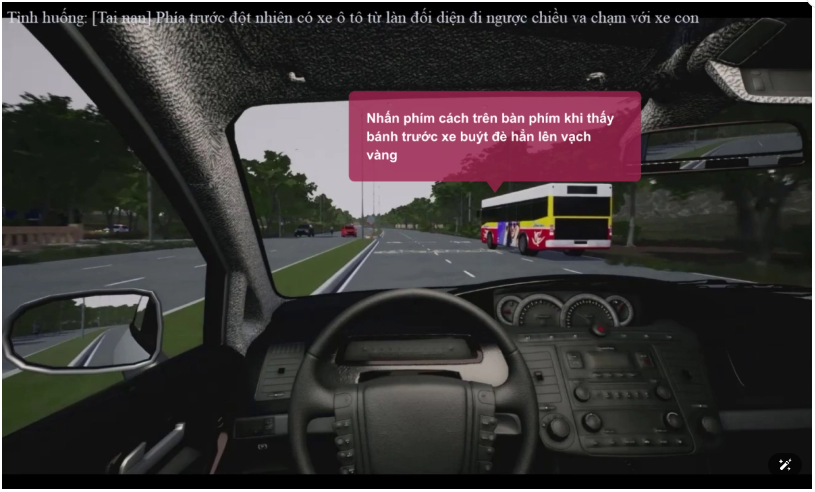 Tình huống: [Tai nạn] Phía trước đột nhiên có xe ô tô từ làn đối diện đi ngược chiều va chạm với xe con
Nhấn phím cách trên bàn phím khi thấy
bánh trước xe buýt đè hẳn lên vạch
vàng